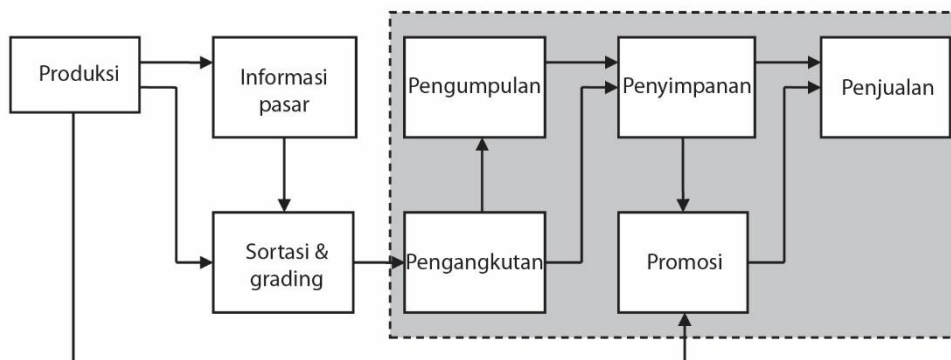 Produksi
Informasi
pasar
Pengumpulan
Penyimpanan
Penjualan
Sortasi &
grading
Pengangkutan
Promosi